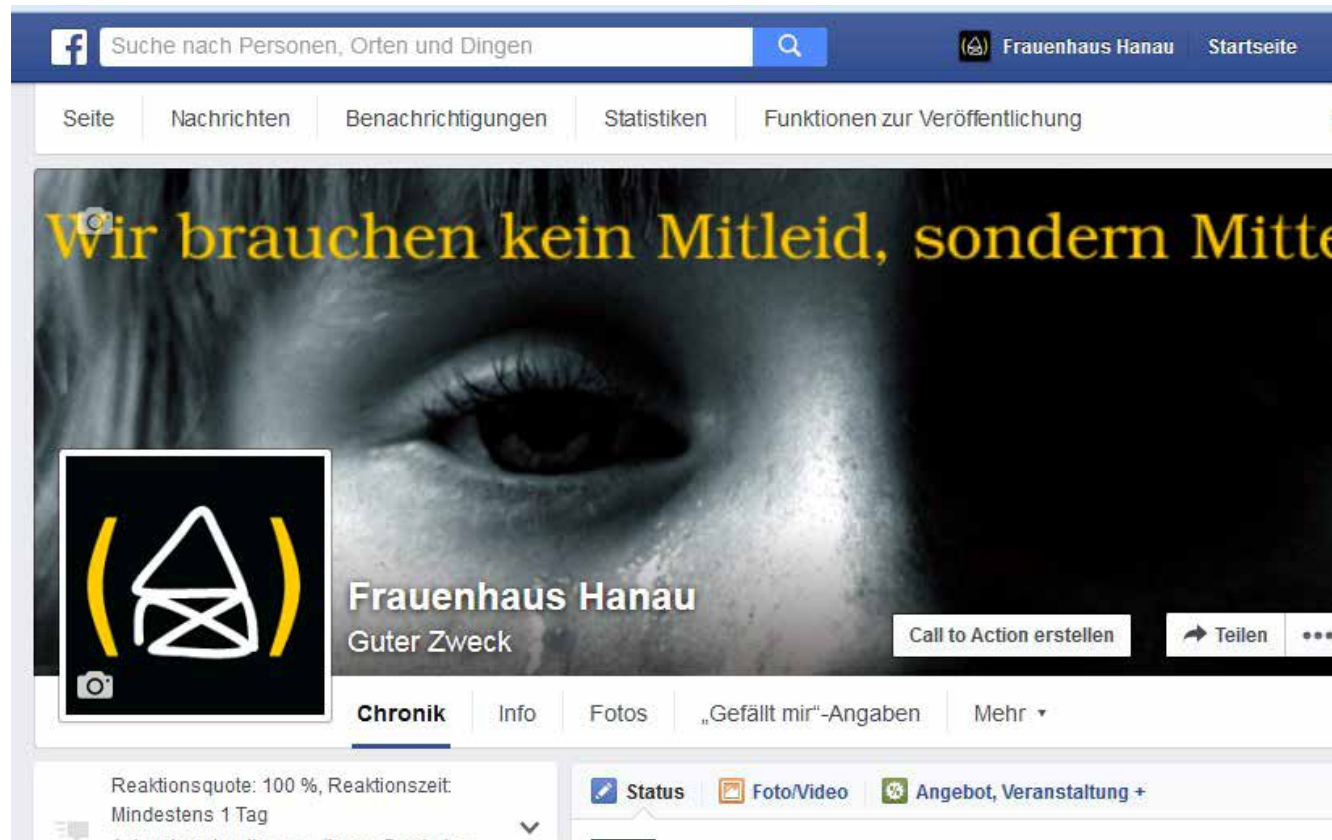 f Suche nach Personen, Orten und Dingen Frauenhaus Hanau Startseite
Seite Nachrichten Benachrichtigungen Statistiken Funktionen zur Veröffentlichung
Wir brauchen kein Mitleid, sondern Mitte
Frauenhaus Hanau
Guter Zweck
Call to Action erstellen Teilen
Chronik Info Fotos „Gefällt mir“-Angaben Mehr
Reaktionsquote: 100 %, Reaktionszeit:
Mindestens 1 Tag
Status Foto/Video Angebot, Veranstaltung +